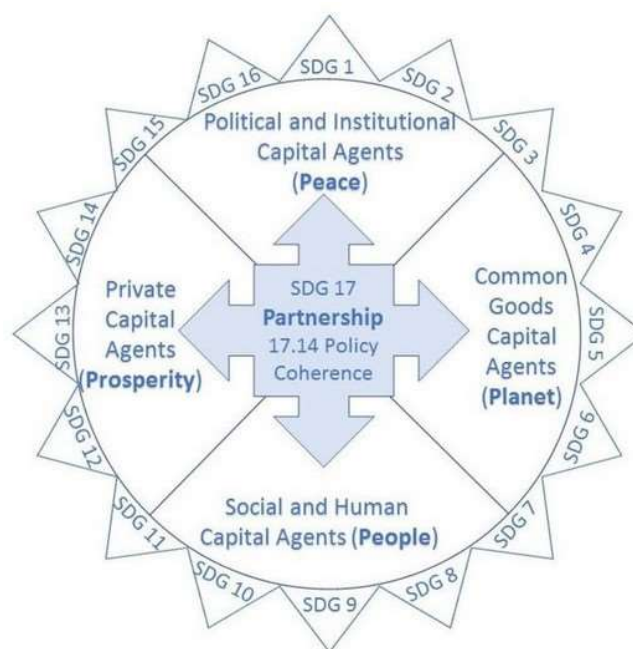 SDG 1
SDG 2
SDG 3
SDG 4
SDG 5
SDG 6
SDG 7
SDG 8
SDG 9
SDG 10
SDG 11
SDG 12
SDG 13
SDG 14
SDG 15
SDG 16
Political and Institutional
Capital Agents
(Peace)
Private
Capital
Agents
(Prosperity)
SDG 17
Partnership
17.14 Policy
Coherence
Common
Goods
Capital
Agents
(Planet)
Social and Human
Capital Agents (People)